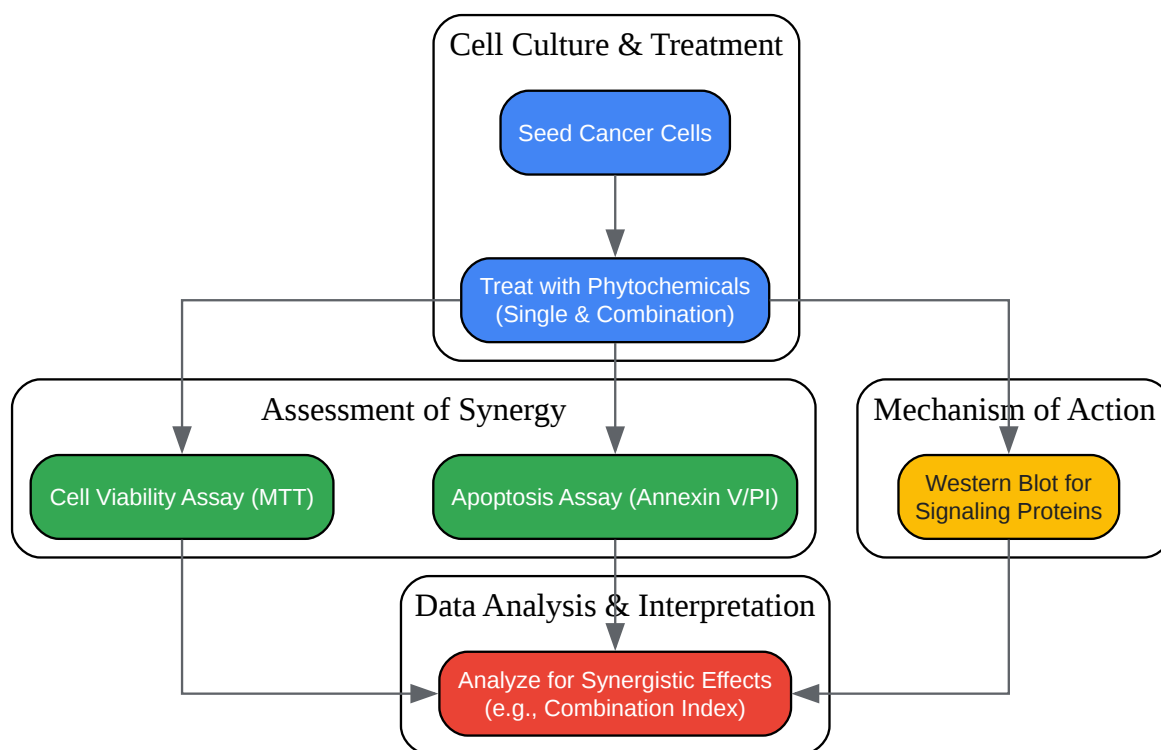 Cell Culture & Treatment
Seed Cancer Cells
Treat with Phytochemicals
(Single & Combination)
Assessment of Synergy
Mechanism of Action
Cell Viability Assay (MTT)
Apoptosis Assay (Annexin V/PI)
Western Blot for
Signaling Proteins
Data Analysis & Interpretation
Analyze for Synergistic Effects
(e.g., Combination Index)